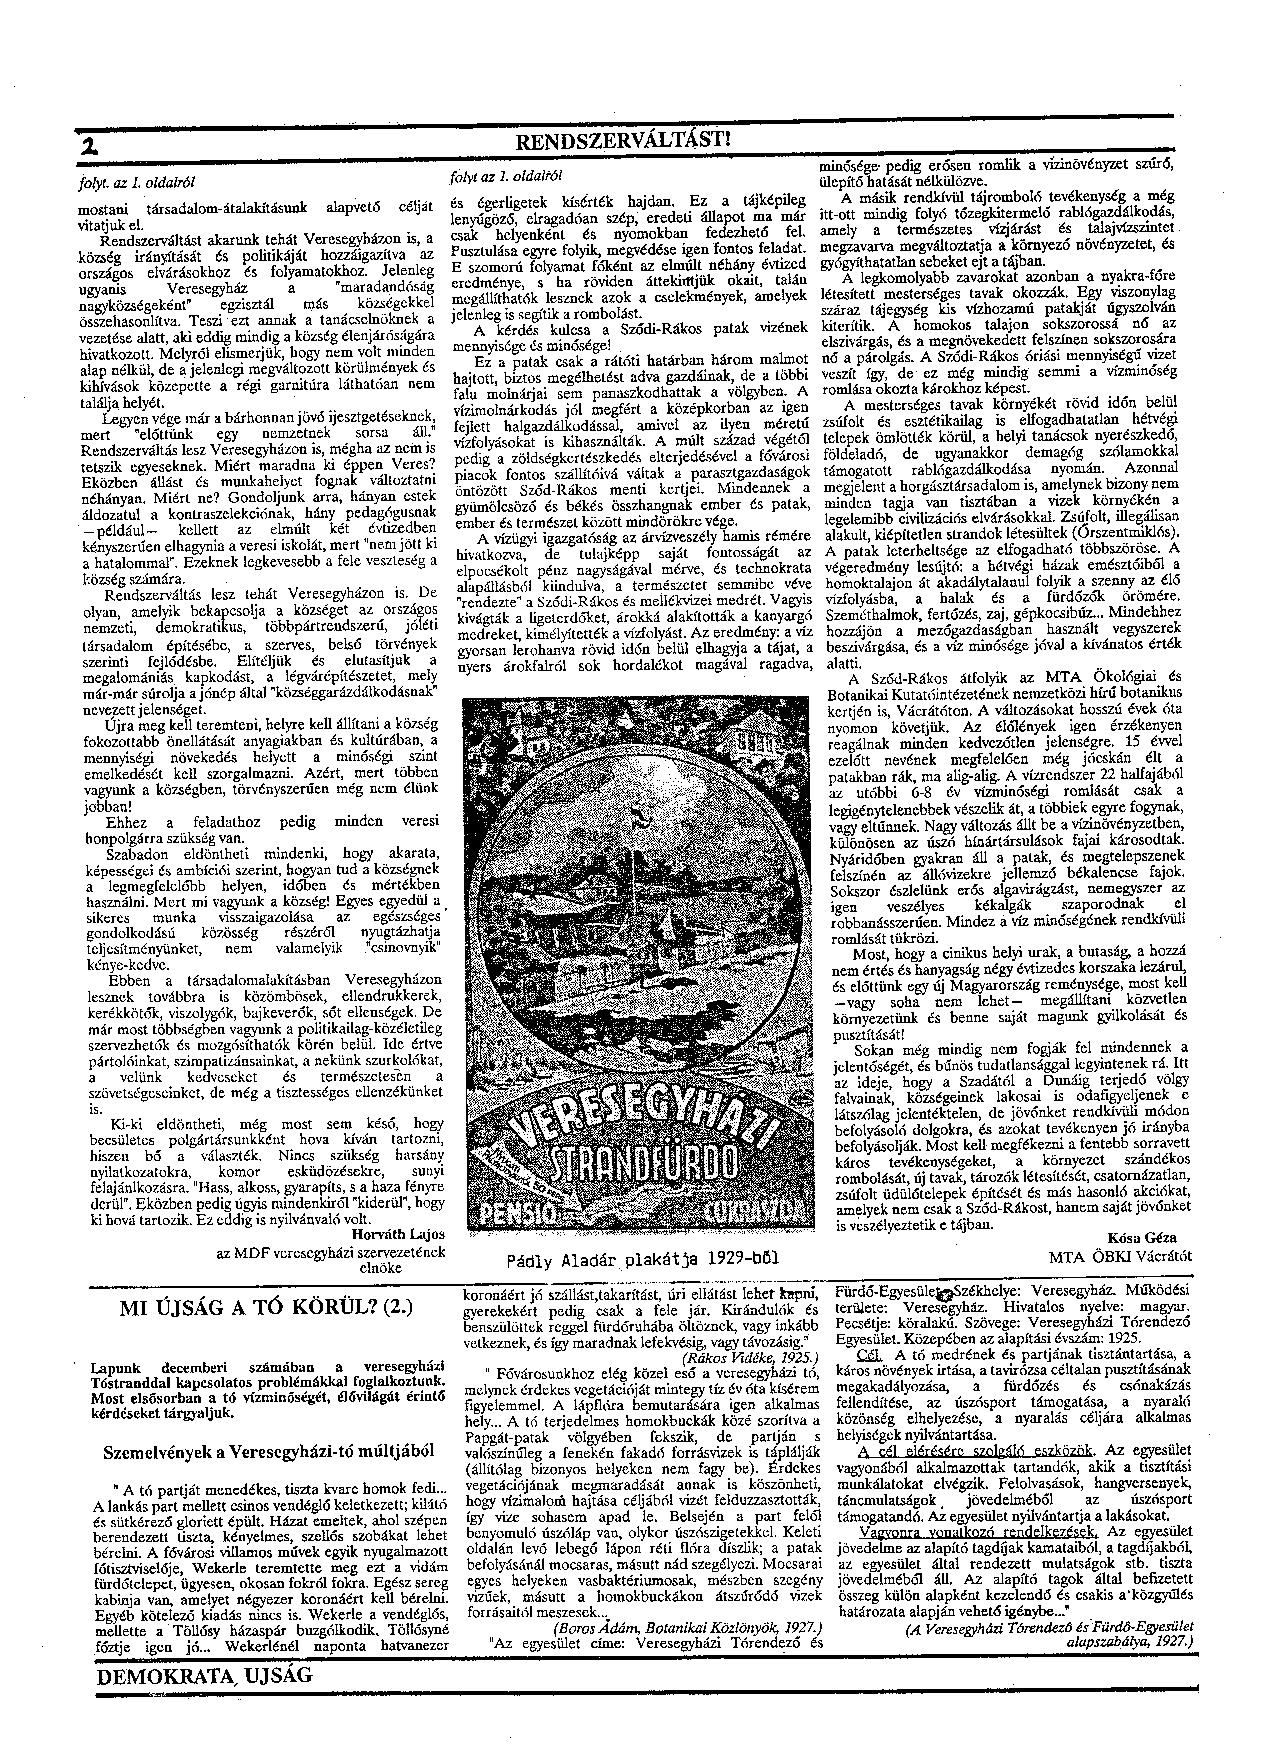 2
RENDSZERVÁLTÁST!
folyt. az 1. oldalról
mostani társadalom-átalakításunk alapvető célját
vitatjuk el.
Rendszerváltást akarunk tehát Veresegyházon is, a
község irányítását és politikáját hozzáigazítva az
országos elvárásokhoz és folyamatokhoz. Jelenleg
ugyanis Veresegyház a "maradandóság
nagyközségeként" egzisztál más községekkel
összehasonlítva. Teszi ezt annak a tanácselnöknek a
vezetése alatt, aki eddig mindig a község élenjáróságára
hivatkozott. Melyről elismerjük, hogy nem volt minden
alap nélkül, de a jelenlegi megváltozott körülmények és
kihívások közepette a régi garnitúra láthatóan nem
találja helyét.
Legyen vége már a bárhonnan jövő ijesztgetéseknek,
mert "előttünk egy nemzetnek sorsa áll."
Rendszerváltás lesz Veresegyházon is, mégha az nem is
tetszik egyeseknek. Miért maradna ki éppen Veres?
Eközben állást és munkahelyet fognak változtatni
néhányan. Miért ne? Gondoljunk arra, hányan estek
áldozatul a kontraszelekciónak, hány pedagógusnak
—például— kellett az elmúlt két évtizedben
kényszerűen elhagynia a veresi iskolát, mert "nem jött ki
a hatalommal". Ezeknek legkevesebb a fele veszteség a
község számára.
Rendszerváltás lesz tehát Veresegyházon is. De
olyan, amelyik bekapcsolja a községet az országos
nemzeti, demokratikus, többpártrendszerű, jóléti
társadalom építésébe, a szerves, belső törvények
szerinti fejlődésbe. Elítéljük és elutasítjuk a
megalomániás kapkodást, a légvárépítészetet, mely
már-már súrolja a jónép által "községgarázdálkodásnak"
nevezett jelenséget.
Újra meg kell teremteni, helyre kell állítani a község
fokozottabb önellátását anyagiakban és kultúrában, a
mennyiségi növekedés helyett a minőségi szint
emelkedését kell szorgalmazni. Azért, mert többen
vagyunk a községben, törvényszerűen még nem élünk
jobban!
Ehhez a feladathoz pedig minden veresi
honpolgárra szükség van.
Szabadon eldöntheti mindenki, hogy akarata,
képességei és ambíciói szerint, hogyan tud a községnek
a legmegfelelőbb helyen, időben és mértékben
használni. Mert mi vagyunk a község! Egyes egyedül a
sikeres munka visszaigazolása az egészséges
gondolkodású közösség részéről nyugtázhatja
teljesítményünket, nem valamelyik "csinovnyik"
kénye-kedve.
Ebben a társadalomalakításban Veresegyházon
lesznek továbbra is közömbösek, ellendrukkerek,
kerékkötők, viszolygók, bajkeverők, sőt ellenségek. De
már most többségben vagyunk a politikailag-közéletileg
szervezhetők és mozgósíthatók körén belül. Ide értve
pártolóinkat, szimpatizánsainkat, a nekünk szurkolókat,
a velünk kedveseket és természetesen a
szövetségeseinket, de még a tisztességes ellenzékünket
is.
Ki-ki eldöntheti, még most sem késő, hogy
becsületes polgártársunkként hova kíván tartozni,
hiszen bő a választék. Nincs szükség harsány
nyilatkozatokra, komor esküdözésekre, sunyi
felajánlkozásra. "Hass, alkoss, gyarapíts, s a haza fényre
derül". Eközben pedig úgyis mindenkiről "kiderül", hogy
ki hová tartozik. Ez eddig is nyilvánvaló volt.
Horváth Lajos
az MDF veresegyházi szervezetének
elnöke
folyt az 1. oldalról
és égerligetek kísérték hajdan. Ez a tájképileg
lenyűgöző, elragadóan szép, eredeti állapot ma már
csak helyenként és nyomokban fedezhető fel.
Pusztulása egyre folyik, megvédése igen fontos feladat.
E szomorú folyamat főként az elmúlt néhány évtized
eredménye, s ha röviden áttekintjük okait, talán
megállíthatók lesznek azok a cselekmények, amelyek
jelenleg is segítik a rombolást.
A kérdés kulcsa a Sződi-Rákos patak vizének
mennyisége és minősége!
Ez a patak csak a rátóti határban három malmot
hajtott, biztos megélhetést adva gazdáinak, de a többi
falu molnárjai sem panaszkodhattak a völgyben. A
vízimolnárkodás jól megfért a középkorban az igen
fejlett halgazdálkodással, amivel az ilyen méretű
vízfolyásokat is kihasználták. A múlt század végétől
pedig a zöldségkertészkedés elterjedésével a fővárosi
piacok fontos szállítóivá váltak a parasztgazdaságok
öntözött Sződ-Rákos menti kertjei. Mindennek a
gyümölcsöző és békés összhangnak ember és patak,
ember és természet között mindörökre vége.
A vízügyi igazgatóság az árvízveszély hamis rémére
hivatkozva, de tulajképp saját fontosságát az
elpocsékolt pénz nagyságával mérve, és technokrata
alapállásból kiindulva, a természetet semmibe véve
"rendezte" a Sződi-Rákos és mellékvizei medrét. Vagyis
kivágták a ligeterdőket, árokká alakították a kanyargó
medreket, kimélyítették a vízfolyást. Az eredmény: a víz
gyorsan lerohanva rövid időn belül elhagyja a tájat, a
nyers árokfalról sok hordalékot magával ragadva,
VERESEGYHÁZI
STRANDFÜRDŐ
PENSIÓ
CUKRÁSZDA
Pádly Aladár plakátja 1929-ből
minősége pedig erősen romlik a vízinövényzet szűrő,
ülepítő hatását nélkülözve.
A másik rendkívül tájromboló tevékenység a még
itt-ott mindig folyó tőzegkitermelő rablógazdálkodás,
amely a természetes vízjárást és talajvízszintet
megzavarva megváltoztatja a környező növényzetet, és
gyógyíthatatlan sebeket ejt a tájban.
A legkomolyabb zavarokat azonban a nyakra-főre
létesített mesterséges tavak okozzák. Egy viszonylag
száraz tájegység kis vízhozamú patakját úgyszolván
kiterítik. A homokos talajon sokszorossá nő az
elszivárgás, és a megnövekedett felszínen sokszorosára
nő a párolgás. A Sződi-Rákos óriási mennyiségű vizet
veszít így, de ez még mindig semmi a vízminőség
romlása okozta károkhoz képest.
A mesterséges tavak környékét rövid időn belül
zsúfolt és esztétikailag is elfogadhatatlan hétvégi
telepek ömlötték körül, a helyi tanácsok nyerészkedő,
földeladó, de ugyanakkor demagóg szólamokkal
támogatott rablógazdálkodása nyomán. Azonnal
megjelent a horgásztársadalom is, amelynek bizony nem
minden tagja van tisztában a vizek környékén a
legelemibb civilizációs elvárásokkal. Zsúfolt, illegálisan
alakult, kiépítetlen strandok létesültek (Őrszentmiklós).
A patak leterheltsége az elfogadható többszöröse. A
végeredmény lesújtó: a hétvégi házak emésztőiből a
homoktalajon át akadálytalanul folyik a szenny az élő
vízfolyásba, a halak és a fürdőzők örömére.
Szeméthalmok, fertőzés, zaj, gépkocsibűz... Mindehhez
hozzájön a mezőgazdaságban használt vegyszerek
beszivárgása, és a víz minősége jóval a kívánatos érték
alatti.
A Sződ-Rákos átfolyik az MTA Ökológiai és
Botanikai Kutatóintézetének nemzetközi hírű botanikus
kertjén is, Vácrátóton. A változásokat hosszú évek óta
nyomon követjük. Az élőlények igen érzékenyen
reagálnak minden kedvezőtlen jelenségre. 15 évvel
ezelőtt nevének megfelelően még jócskán élt a
patakban rák, ma alig-alig. A vízrendszer 22 halfajából
az utóbbi 6-8 év vízminőségi romlását csak a
legigénytelenebbek vészelik át, a többiek egyre fogynak,
vagy eltűnnek. Nagy változás állt be a vízinövényzetben,
különösen az úszó hínártársulások fajai károsodtak.
Nyáridőben gyakran áll a patak, és megtelepszenek
felszínén az állóvizekre jellemző békalencse fajok.
Sokszor észlelünk erős algavirágzást, nemegyszer az
igen veszélyes kékalgák szaporodnak el
robbanásszerűen. Mindez a víz minőségének rendkívüli
romlását tükrözi.
Most, hogy a cinikus helyi urak, a butaság, a hozzá
nem értés és hanyagság négy évtizedes korszaka lezárul,
és előttünk egy új Magyarország reménysége, most kell
—vagy soha nem lehet— megállítani közvetlen
környezetünk és benne saját magunk gyilkolását és
pusztítását!
Sokan még mindig nem fogják fel mindennek a
jelentőségét, és bűnös tudatlansággal legyintenek rá. Itt
az ideje, hogy a Szadától a Dunáig terjedő völgy
falvainak, községeinek lakosai is odafigyeljenek e
látszólag jelentéktelen, de jövőnket rendkívüli módon
befolyásoló dolgokra, és azokat tevékenyen jó irányba
befolyásolják. Most kell megfékezni a fentebb sorravett
káros tevékenységeket, a környezet szándékos
rombolását, új tavak, tározók létesítését, csatornázatlan,
zsúfolt üdülőtelepek építését és más hasonló akciókat,
amelyek nem csak a Sződ-Rákost, hanem saját jövőnket
is veszélyeztetik e tájban.
Kósa Géza
MTA ÖBKI Vácrátót
MI ÚJSÁG A TÓ KÖRÜL? (2.)
Lapunk decemberi számában a veresegyházi
Tóstranddal kapcsolatos problémákkal foglalkoztunk.
Most elsősorban a tó vízminőségét, élővilágát érintő
kérdéseket tárgyaljuk.
Szemelvények a Veresegyházi-tó múltjából
" A tó partját menedékes, tiszta kvarc homok fedi...
A lankás part mellett csinos vendéglő keletkezett; kilátó
és sütkérező gloriett épült. Házat emeltek, ahol szépen
berendezett tiszta, kényelmes, szellős szobákat lehet
bérelni. A fővárosi villamos művek egyik nyugalmazott
főtisztviselője, Wekerle teremtette meg ezt a vidám
fürdőtelepet, ügyesen, okosan fokról fokra. Egész sereg
kabinja van, amelyet négyezer koronáért kell bérelni.
Egyéb kötelező kiadás nincs is. Wekerle a vendéglős,
mellette a Töllősy házaspár buzgólkodik. Töllősyné
főztje igen jó... Wekerlénél naponta hatvanezer
koronáért jó szállást,takarítást, úri ellátást lehet kapni,
gyerekekért pedig csak a fele jár. Kirándulók és
benszülöttek reggel fürdőruhába öltöznek, vagy inkább
vetkeznek, és így maradnak lefekvésig, vagy távozásig."
(Rákos Vidéke, 1925.)
" Fővárosunkhoz elég közel eső a veresegyházi tó,
melynek érdekes vegetációját mintegy tíz év óta kísérem
figyelemmel. A lápflóra bemutarására igen alkalmas
hely... A tó terjedelmes homokbuckák közé szorítva a
Papgát-patak völgyében fekszik, de partján s
valószínűleg a fenekén fakadó forrásvizek is táplálják
(állítólag bizonyos helyeken nem fagy be). Érdekes
vegetációjának megmaradását annak is köszönheti,
hogy vízimalom hajtása céljából vizét felduzzasztották,
így vize sohasem apad le. Belsején a part felől
benyomuló úszóláp van, olykor úszószigetekkel. Keleti
oldalán levő lebegő lápon réti flóra díszlik; a patak
befolyásánál mocsaras, másutt nád szegélyezi. Mocsarai
egyes helyeken vasbaktériumosak, mészben szegény
vizűek, másutt a homokbuckákon átszűrődő vizek
forrásaitól meszesek...
(Boros Ádám, Botanikai Közlönyök, 1927.)
"Az egyesület címe: Veresegyházi Tórendező és
Fürdő-Egyesület. Székhelye: Veresegyház. Működési
területe: Veresegyház. Hivatalos nyelve: magyar.
Pecsétje: köralakú. Szövege: Veresegyházi Tórendező
Egyesület. Közepében az alapítási évszám: 1925.
Cél. A tó medrének és partjának tisztántartása, a
káros növények irtása, a tavirózsa céltalan pusztításának
megakadályozása, a fürdőzés és csónakázás
fellendítése, az úszósport támogatása, a nyaraló
közönség elhelyezése, a nyaralás céljára alkalmas
helyiségek nyilvántartása.
A cél elérésére szolgáló eszközök. Az egyesület
vagyonából alkalmazottak tartandók, akik a tisztítási
munkálatokat elvégzik. Felolvasások, hangversenyek,
táncmulatságok jövedelméből az úszósport
támogatandó. Az egyesület nyilvántartja a lakásokat.
Vagyonra vonatkozó rendelkezések. Az egyesület
jövedelme az alapító tagdíjak kamataiból, a tagdíjakból,
az egyesület által rendezett mulatságok stb. tiszta
jövedelméből áll. Az alapító tagok által befizetett
összeg külön alapként kezelendő és csakis a közgyűlés
határozata alapján vehető igénybe..."
(A Veresegyházi Tórendező és Fürdő-Egyesület
alapszabálya, 1927.)
DEMOKRATA UJSÁG